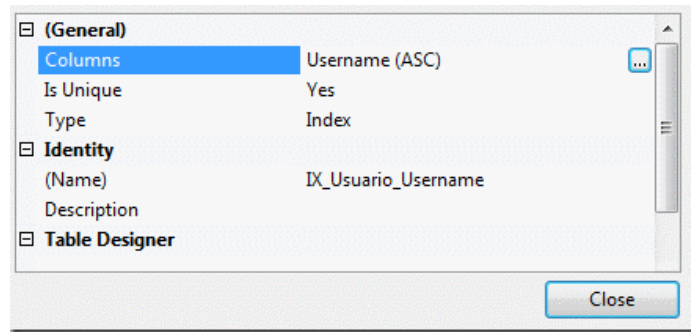 (General)
Columns Username (ASC) ...
Is Unique Yes
Type Index
Identity
(Name) IX_Usuario_Username
Description
Table Designer
Close